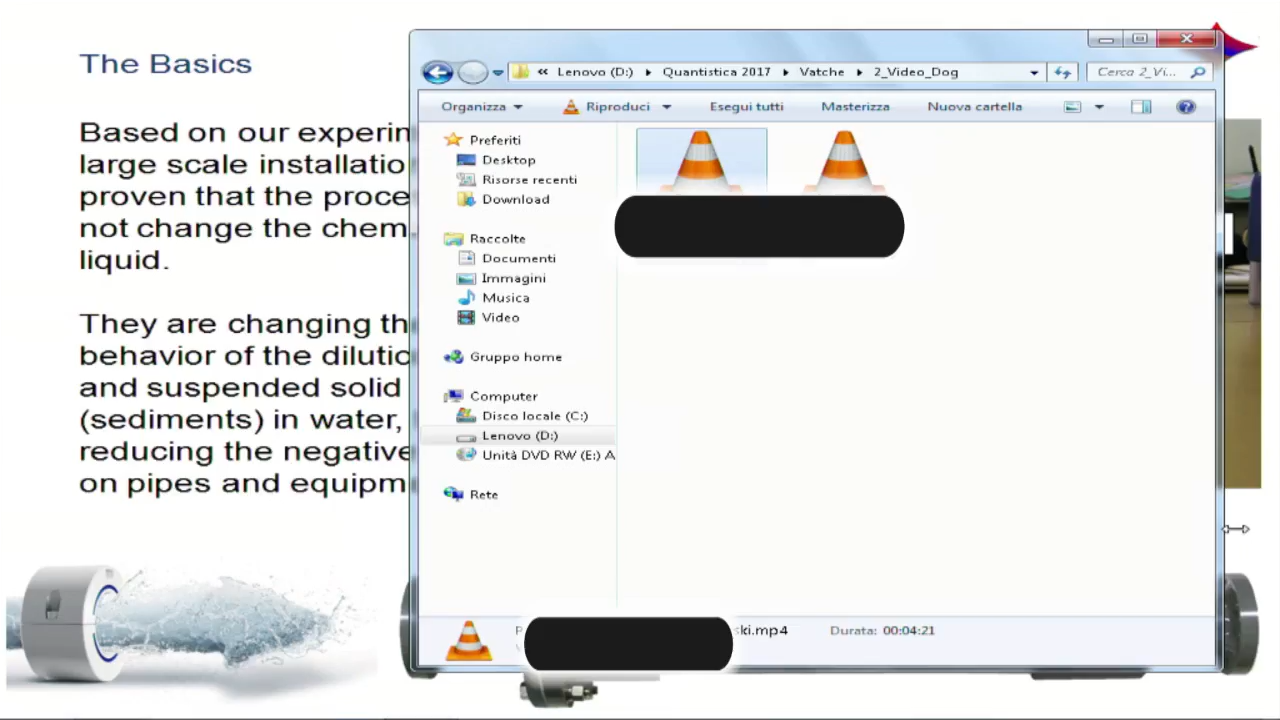 The Basics
Based on our experim
large scale installatio
proven that the proce
not change the chem
liquid.
They are changing th
behavior of the dilutio
and suspended solid
(sediments) in water,
reducing the negative
on pipes and equipm
« Lenovo (D:) Quantistica 2017 Vatche 2_Video_Dog
Cerca 2_Vi...
Organizza Riproduci Esegui tutti Masterizza Nuova cartella
Preferiti
Desktop
Risorse recenti
Download
Raccolte
Documenti
Immagini
Musica
Video
Gruppo home
Computer
Disco locale (C:)
Lenovo (D:)
Unità DVD RW (E:) A
Rete
ki.mp4 Durata: 00:04:21